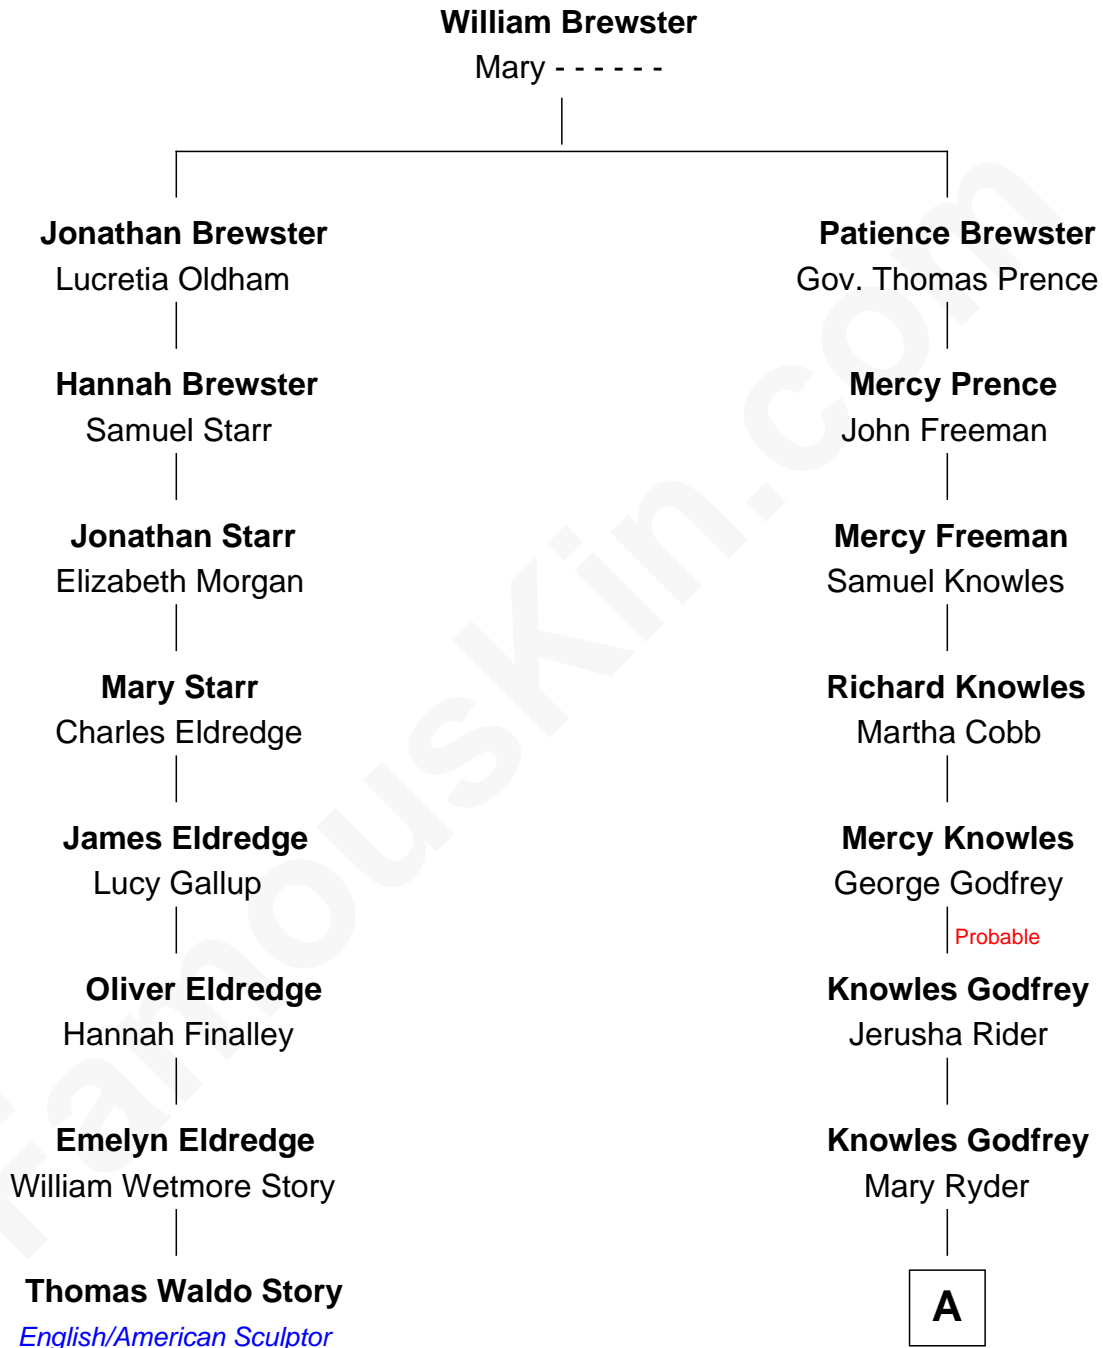 William Brewster
Mary - - - - - -
Jonathan Brewster
Lucretia Oldham
Patience Brewster
Gov. Thomas Prence
Hannah Brewster
Samuel Starr
Mercy Prence
John Freeman
Jonathan Starr
Elizabeth Morgan
Mercy Freeman
Samuel Knowles
Mary Starr
Charles Eldredge
Richard Knowles
Martha Cobb
James Eldredge
Lucy Gallup
Mercy Knowles
George Godfrey
Probable
Oliver Eldredge
Hannah Finalley
Knowles Godfrey
Jerusha Rider
Emelyn Eldredge
William Wetmore Story
Knowles Godfrey
Mary Ryder
Thomas Waldo Story
English/American Sculptor
A
FamousKin.com